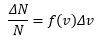 ΔN/N = f(v)Δv